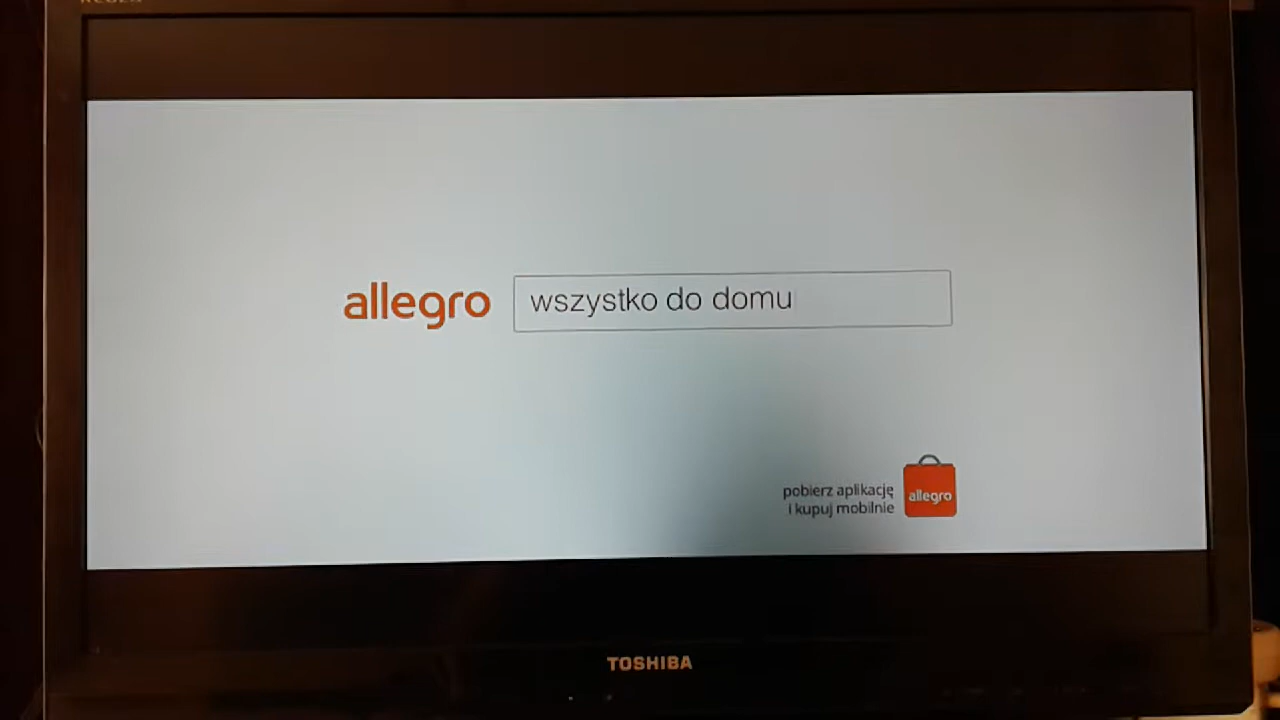 allegro wszystko do domu
pobierz aplikację
i kupuj mobilnie
allegro
TOSHIBA